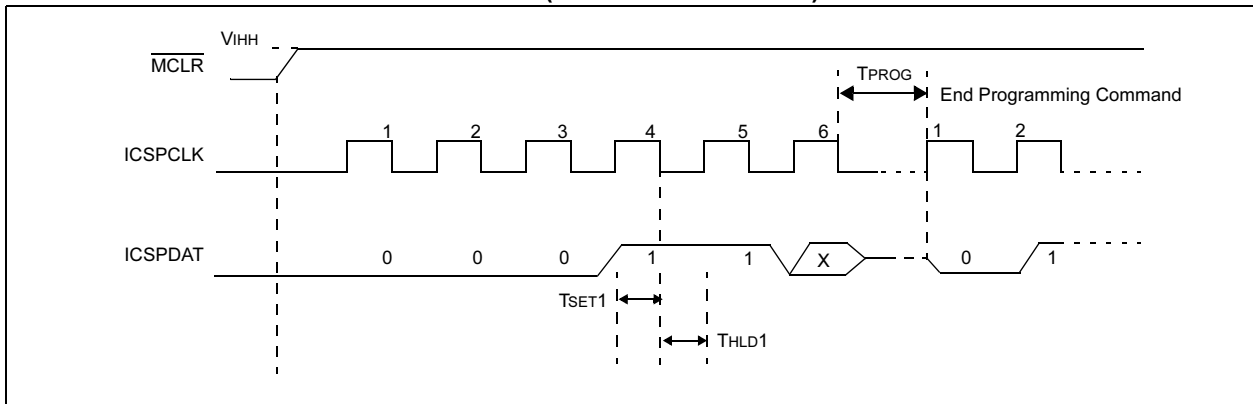 VIHH
MCLR
TPROG
End Programming Command
1 2 3 4 5 6 1 2
ICSPCLK
ICSPDAT
0 0 0 1 1 X 0 1
TSET1
THLD1